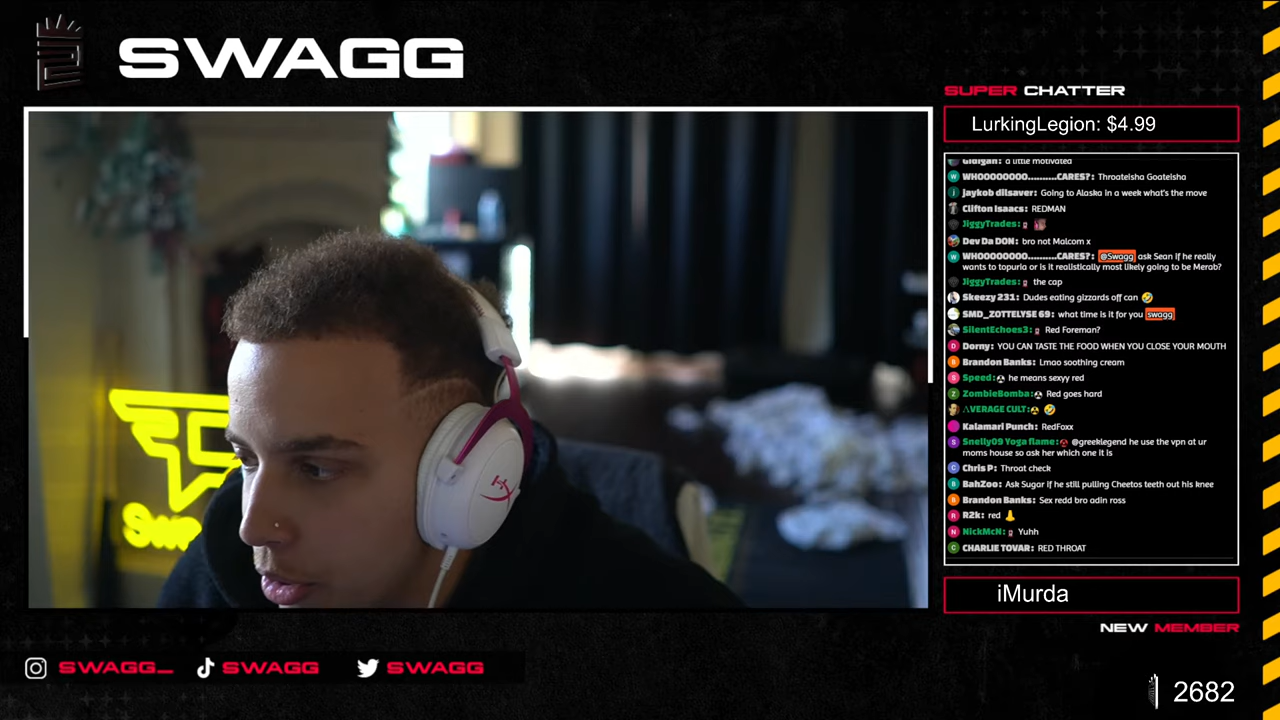 SWAGG
SUPER CHATTER
LurkingLegion: $4.99
Gidigan: a little motivated
WHOOOOOOOO..........CARES?: Throateisha Goateisha
Jaykob dilsaver: Going to Alaska in a week what's the move
Clifton Isaacs: REDMAN
JiggyTrades:
Dev Da DON: bro not Malcom x
WHOOOOOOOO..........CARES?: @Swagg ask Sean if he really
wants to topuria or is it realistically most likely going to be Merab?
JiggyTrades: the cap
Skeezy 231: Dudes eating gizzards off can 🤣
SMD_ZOTTELYSE 69: what time is it for you swagg
SilentEchoes3: Red Foreman?
Dorny: YOU CAN TASTE THE FOOD WHEN YOU CLOSE YOUR MOUTH
Brandon Banks: Lmao soothing cream
Speed: he means sexyy red
ZombieBomba: Red goes hard
ΛVERAGE CULT: 🤣
Kalamari Punch: RedFoxx
Snelly09 Yoga flame: @greeklegend he use the vpn at ur
moms house so ask her which one it is
Chris P: Throat check
BahZoo: Ask Sugar if he still pulling Cheetos teeth out his knee
Brandon Banks: Sex redd bro adin ross
R2k: red 👃
NickMcN: Yuhh
CHARLIE TOVAR: RED THROAT
iMurda
NEW MEMBER
SWAGG_ SWAGG SWAGG
2682